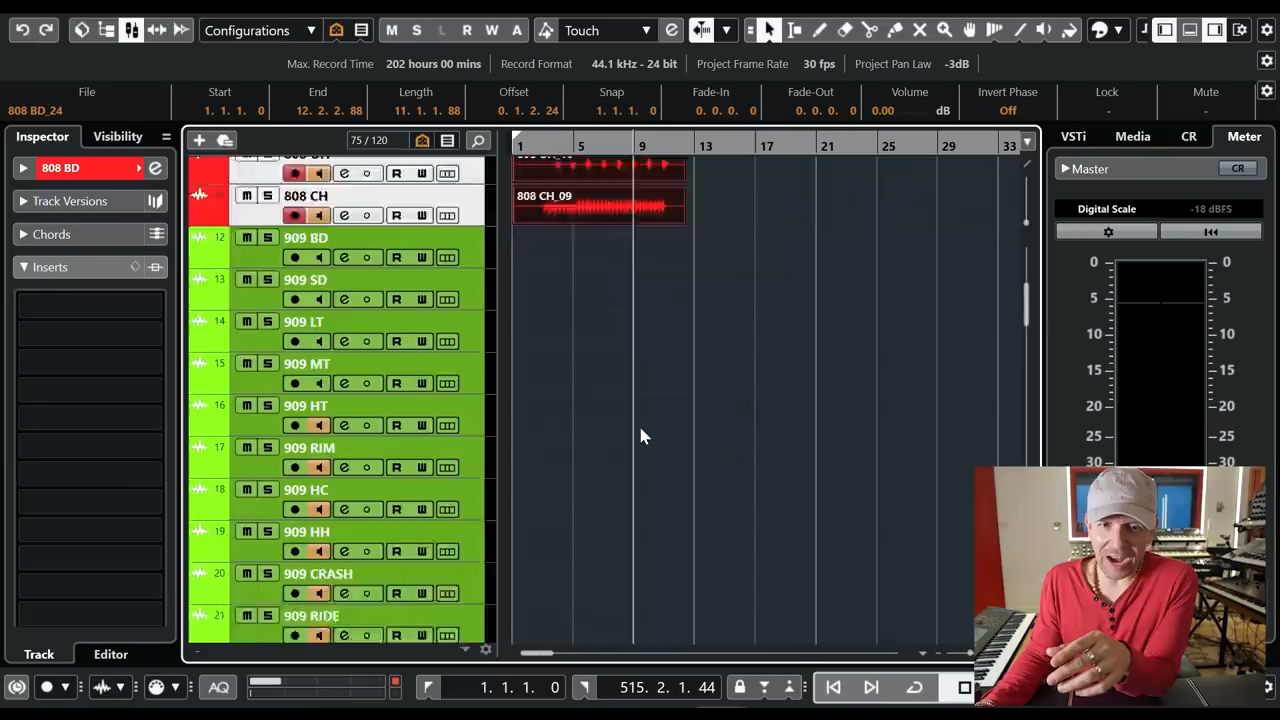 Configurations M S L R W A Touch
Max. Record Time 202 hours 00 mins Record Format 44.1 kHz - 24 bit Project Frame Rate 30 fps Project Pan Law -3dB
File Start End Length Offset Snap Fade-In Fade-Out Volume Invert Phase Lock Mute
808 BD_24 1. 1. 1. 0 12. 2. 2. 88 11. 1. 1. 88 0. 1. 2. 24 1. 1. 1. 0 0. 0. 0. 0 0. 0. 0. 0 0.00 dB Off - -
Inspector Visibility
75 / 120
1 5 9 13 17 21 25 29 33
VSTi Media CR Meter
808 BD
Track Versions
Chords
Inserts
m S 808 CH
R W
12 m S 909 BD
R W
13 m S 909 SD
R W
14 m S 909 LT
R W
15 m S 909 MT
R W
16 m S 909 HT
R W
17 m S 909 RIM
R W
18 m S 909 HC
R W
19 m S 909 HH
R W
20 m S 909 CRASH
R W
21 m S 909 RIDE
R W
808 CH_09
Master CR
Digital Scale -18 dBFS
0 0
5 5
10 10
15 15
20 20
25 25
30 30
Track Editor
AQ 1. 1. 1. 0 515. 2. 1. 44